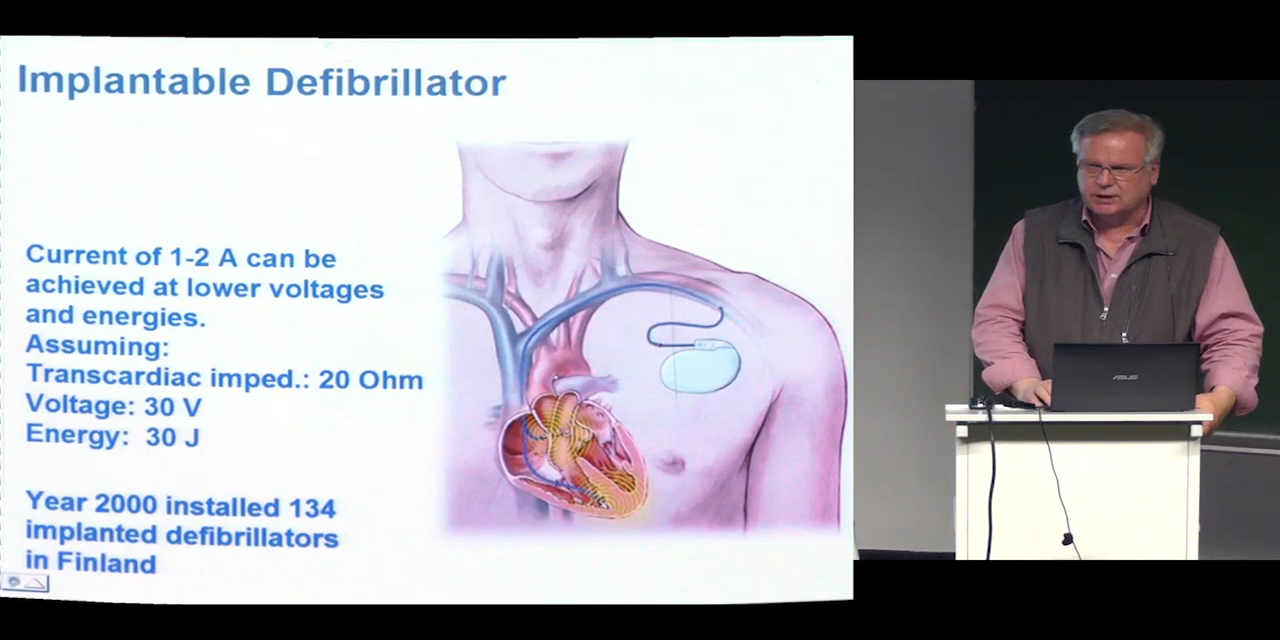 Implantable Defibrillator
Current of 1-2 A can be
achieved at lower voltages
and energies.
Assuming:
Transcardiac imped.: 20 Ohm
Voltage: 30 V
Energy: 30 J
Year 2000 installed 134
implanted defibrillators
in Finland
ASUS